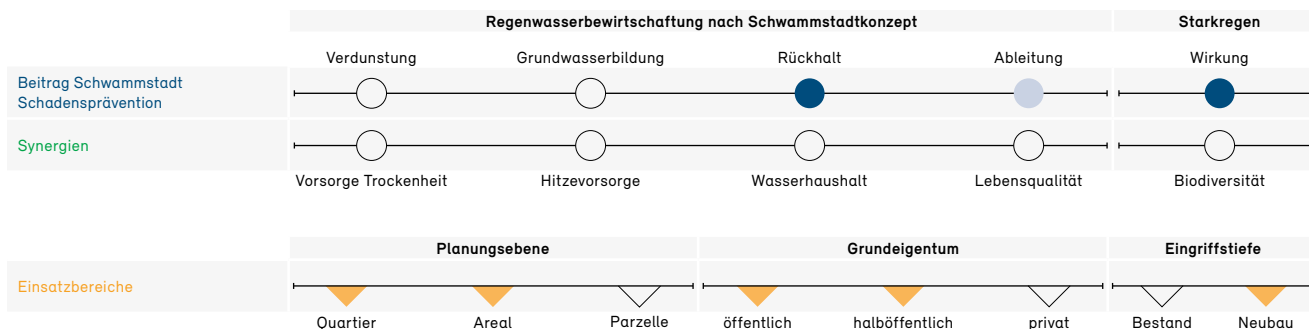 Regenwasserbewirtschaftung nach Schwammstadtkonzept Starkregen
Verdunstung Grundwasserbildung Rückhalt Ableitung Wirkung
Beitrag Schwammstadt
Schadensprävention
Synergien
Vorsorge Trockenheit Hitzevorsorge Wasserhaushalt Lebensqualität Biodiversität
Planungsebene Grundeigentum Eingriffstiefe
Einsatzbereiche
Quartier Areal Parzelle öffentlich halböffentlich privat Bestand Neubau